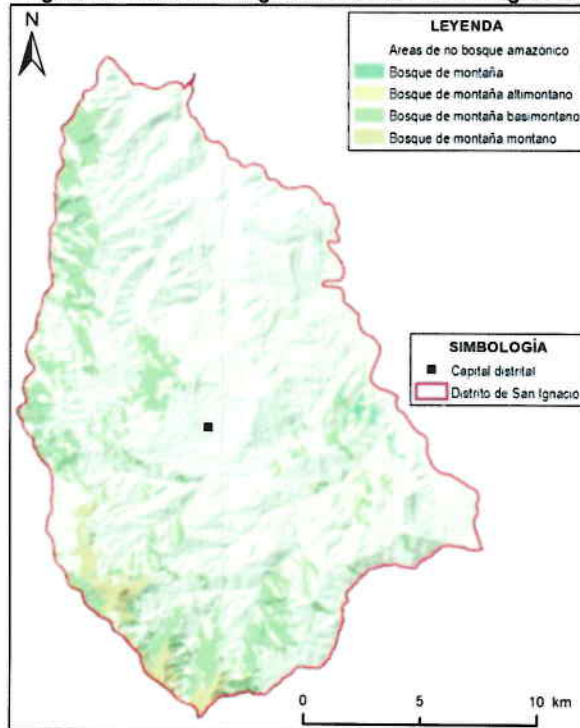 N
LEYENDA
Areas de no bosque amazónico
Bosque de montaña
Bosque de montaña altimontano
Bosque de montaña basimontano
Bosque de montaña montano
SIMBOLOGÍA
Capital distrital
Distrito de San Ignacio
0 5 10 km